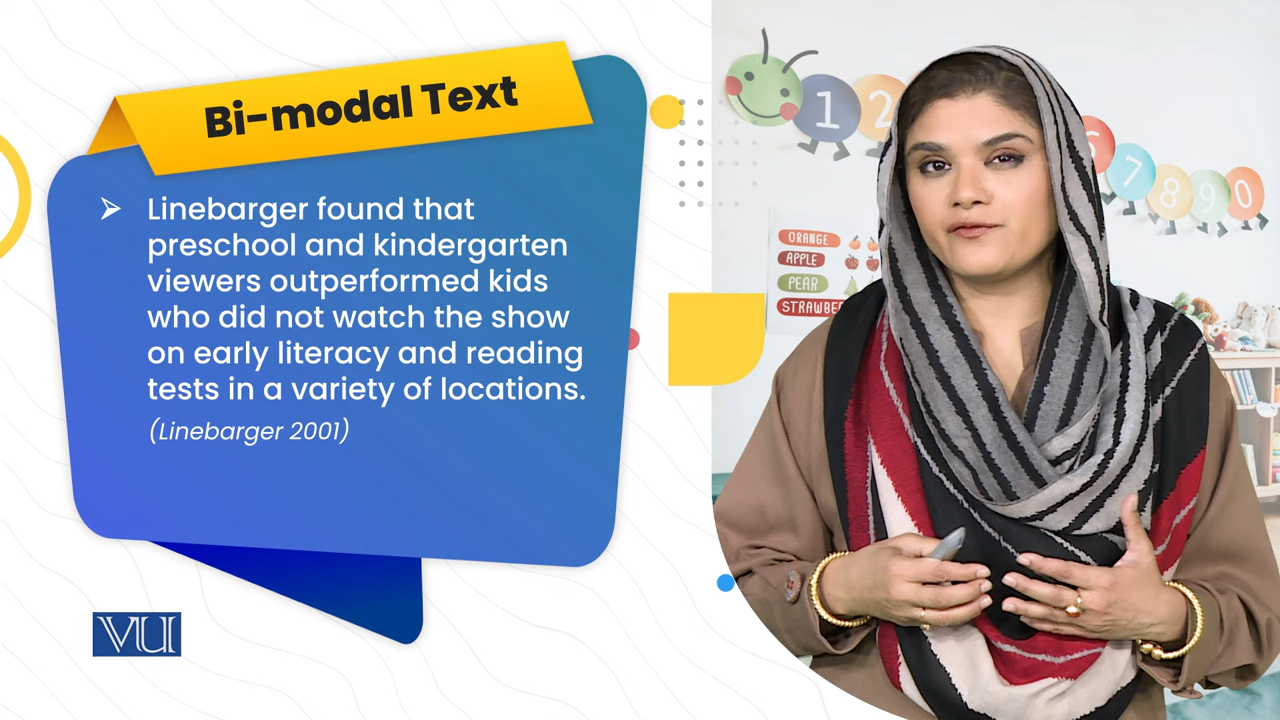 Bi-modal Text
➢ Linebarger found that
preschool and kindergarten
viewers outperformed kids
who did not watch the show
on early literacy and reading
tests in a variety of locations.
(Linebarger 2001)
VU
1 2
6 7 8 9 0
ORANGE
APPLE
PEAR